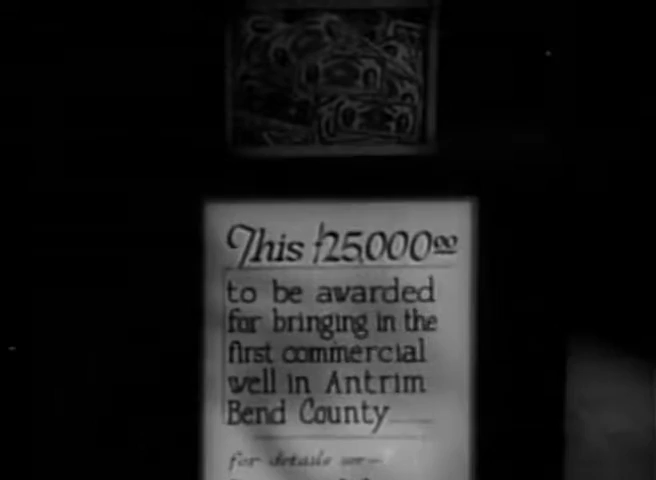 This $25,000.00
to be awarded
for bringing in the
first commercial
well in Antrim
Bend County
for details see—